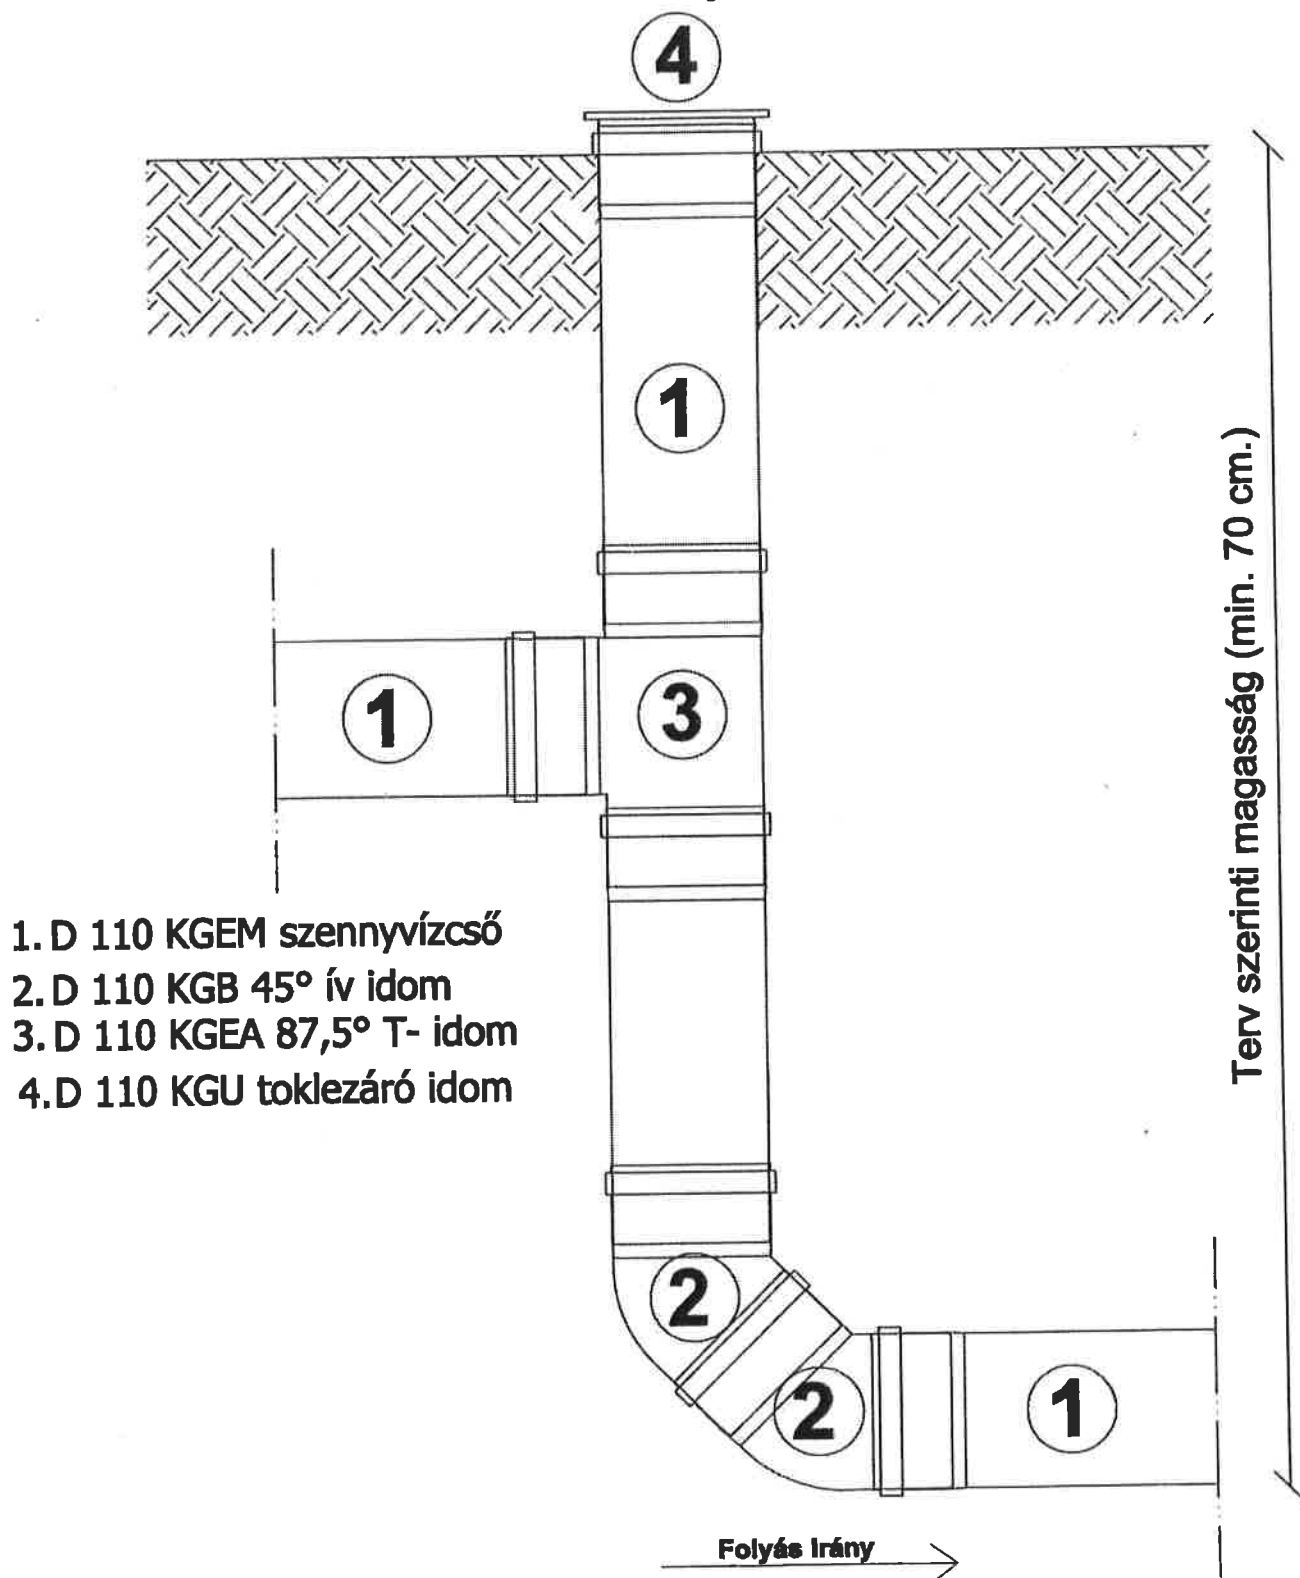 4
1
1
3
1. D 110 KGEM szennyvízcső
2. D 110 KGB 45° ív idom
3. D 110 KGEA 87,5° T- idom
4. D 110 KGU toklezáró idom
Terv szerinti magasság (min. 70 cm.)
2
2
1
Folyás Irány